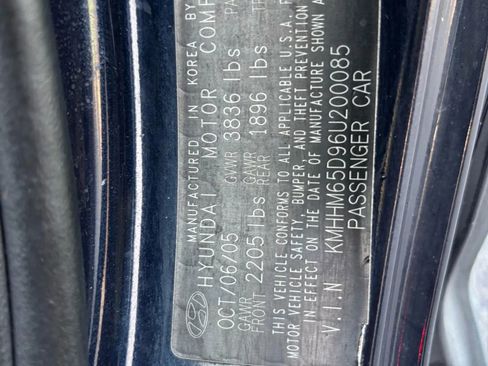 MANUFACTURED IN KOREA BY
HYUNDAI MOTOR COMP
OCT/06/05 GVWR 3836 lbs PA
GAWR FRONT 2205 lbs GAWR REAR 1896 lbs TIR
THIS VEHICLE CONFORMS TO ALL APPLICABLE U.S.A. F
MOTOR VEHICLE SAFETY, BUMPER, AND THEFT PREVENTION
IN EFFECT ON THE DATE OF MANUFACTURE SHOWN A
V.I.N KMHHM65D96U200085
PASSENGER CAR